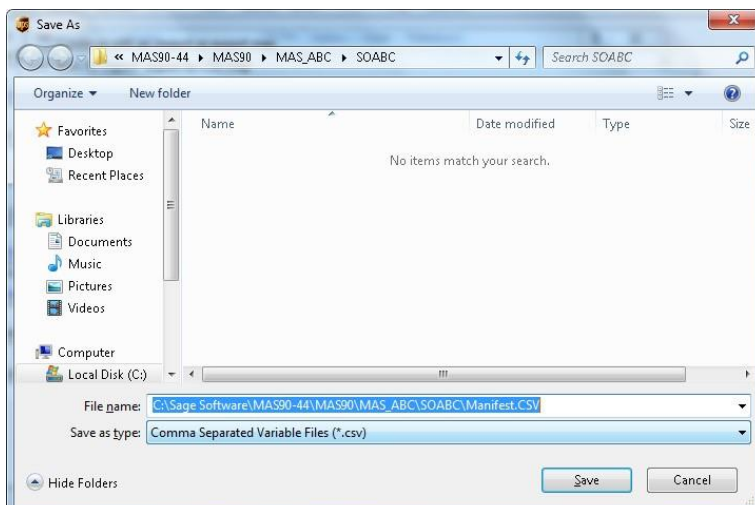 Save As
« MAS90-44 ▸ MAS90 ▸ MAS_ABC ▸ SOABC
Search SOABC
Organize
New folder
Favorites
Desktop
Recent Places
Libraries
Documents
Music
Pictures
Videos
Computer
Local Disk (C:)
Name
Date modified
Type
Size
No items match your search.
File name: C:\Sage Software\MAS90-44\MAS90\MAS_ABC\SOABC\Manifest.CSV
Save as type: Comma Separated Variable Files (*.csv)
Hide Folders
Save
Cancel